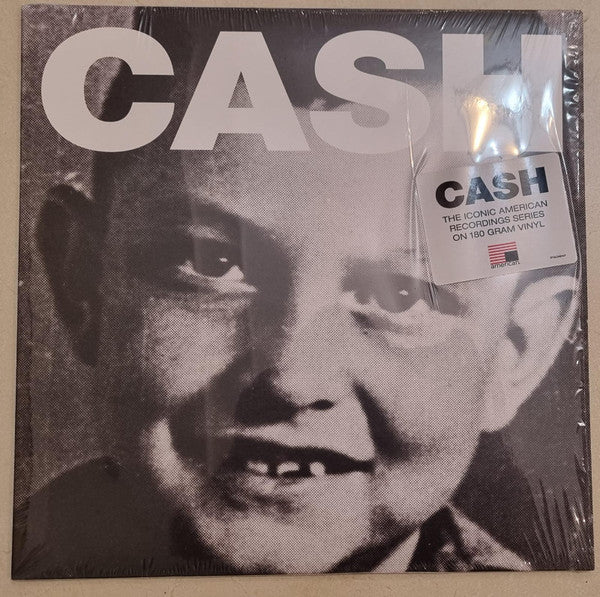 CASH
CASH
THE ICONIC AMERICAN
RECORDINGS SERIES
ON 180 GRAM VINYL
american